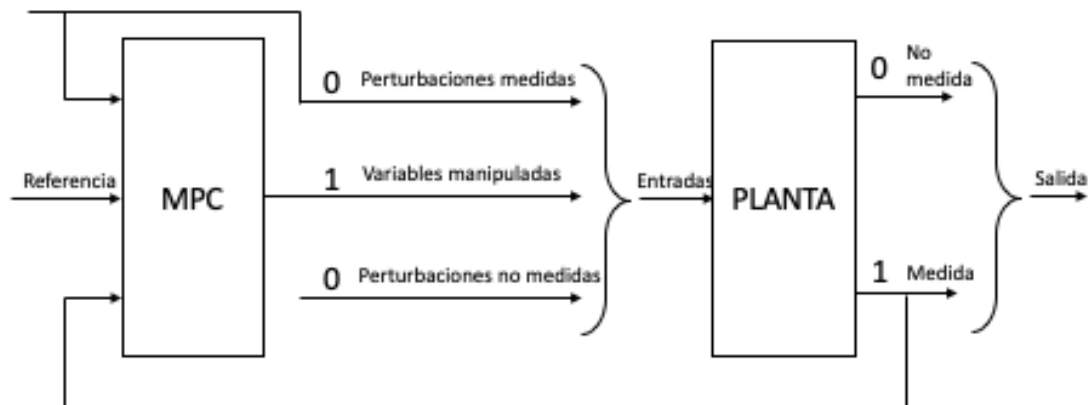 0 Perturbaciones medidas
0 No
medida
Referencia
MPC
1 Variables manipuladas
Entradas
PLANTA
Salida
0 Perturbaciones no medidas
1 Medida